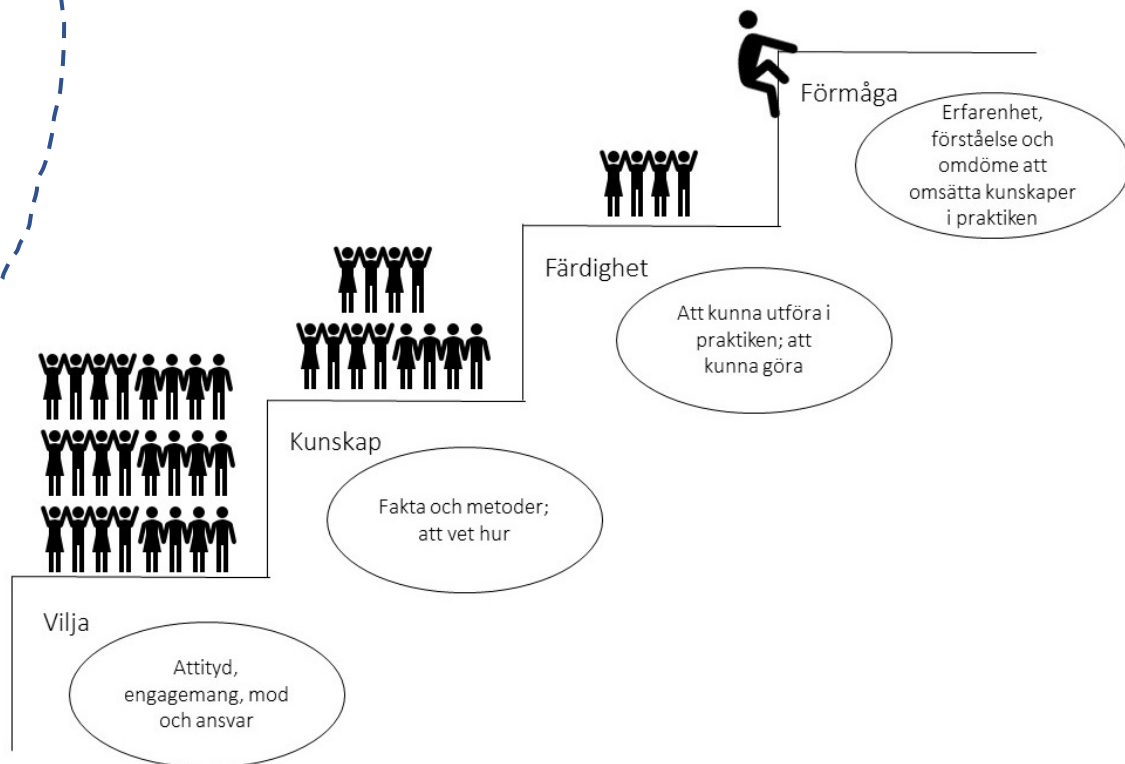 Förmåga
Erfarenhet,
förståelse och
omdöme att
omsätta kunskaper
i praktiken
Färdighet
Att kunna utföra i
praktiken; att
kunna göra
Kunskap
Fakta och metoder;
att vet hur
Vilja
Attityd,
engagemang, mod
och ansvar